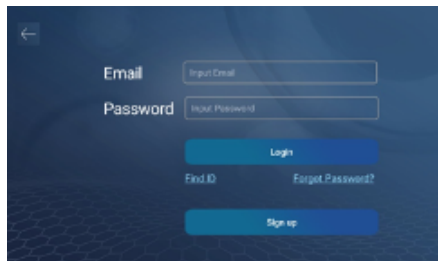 Email Input Email
Password Input Password
Login
Find ID Forgot Password?
Sign up